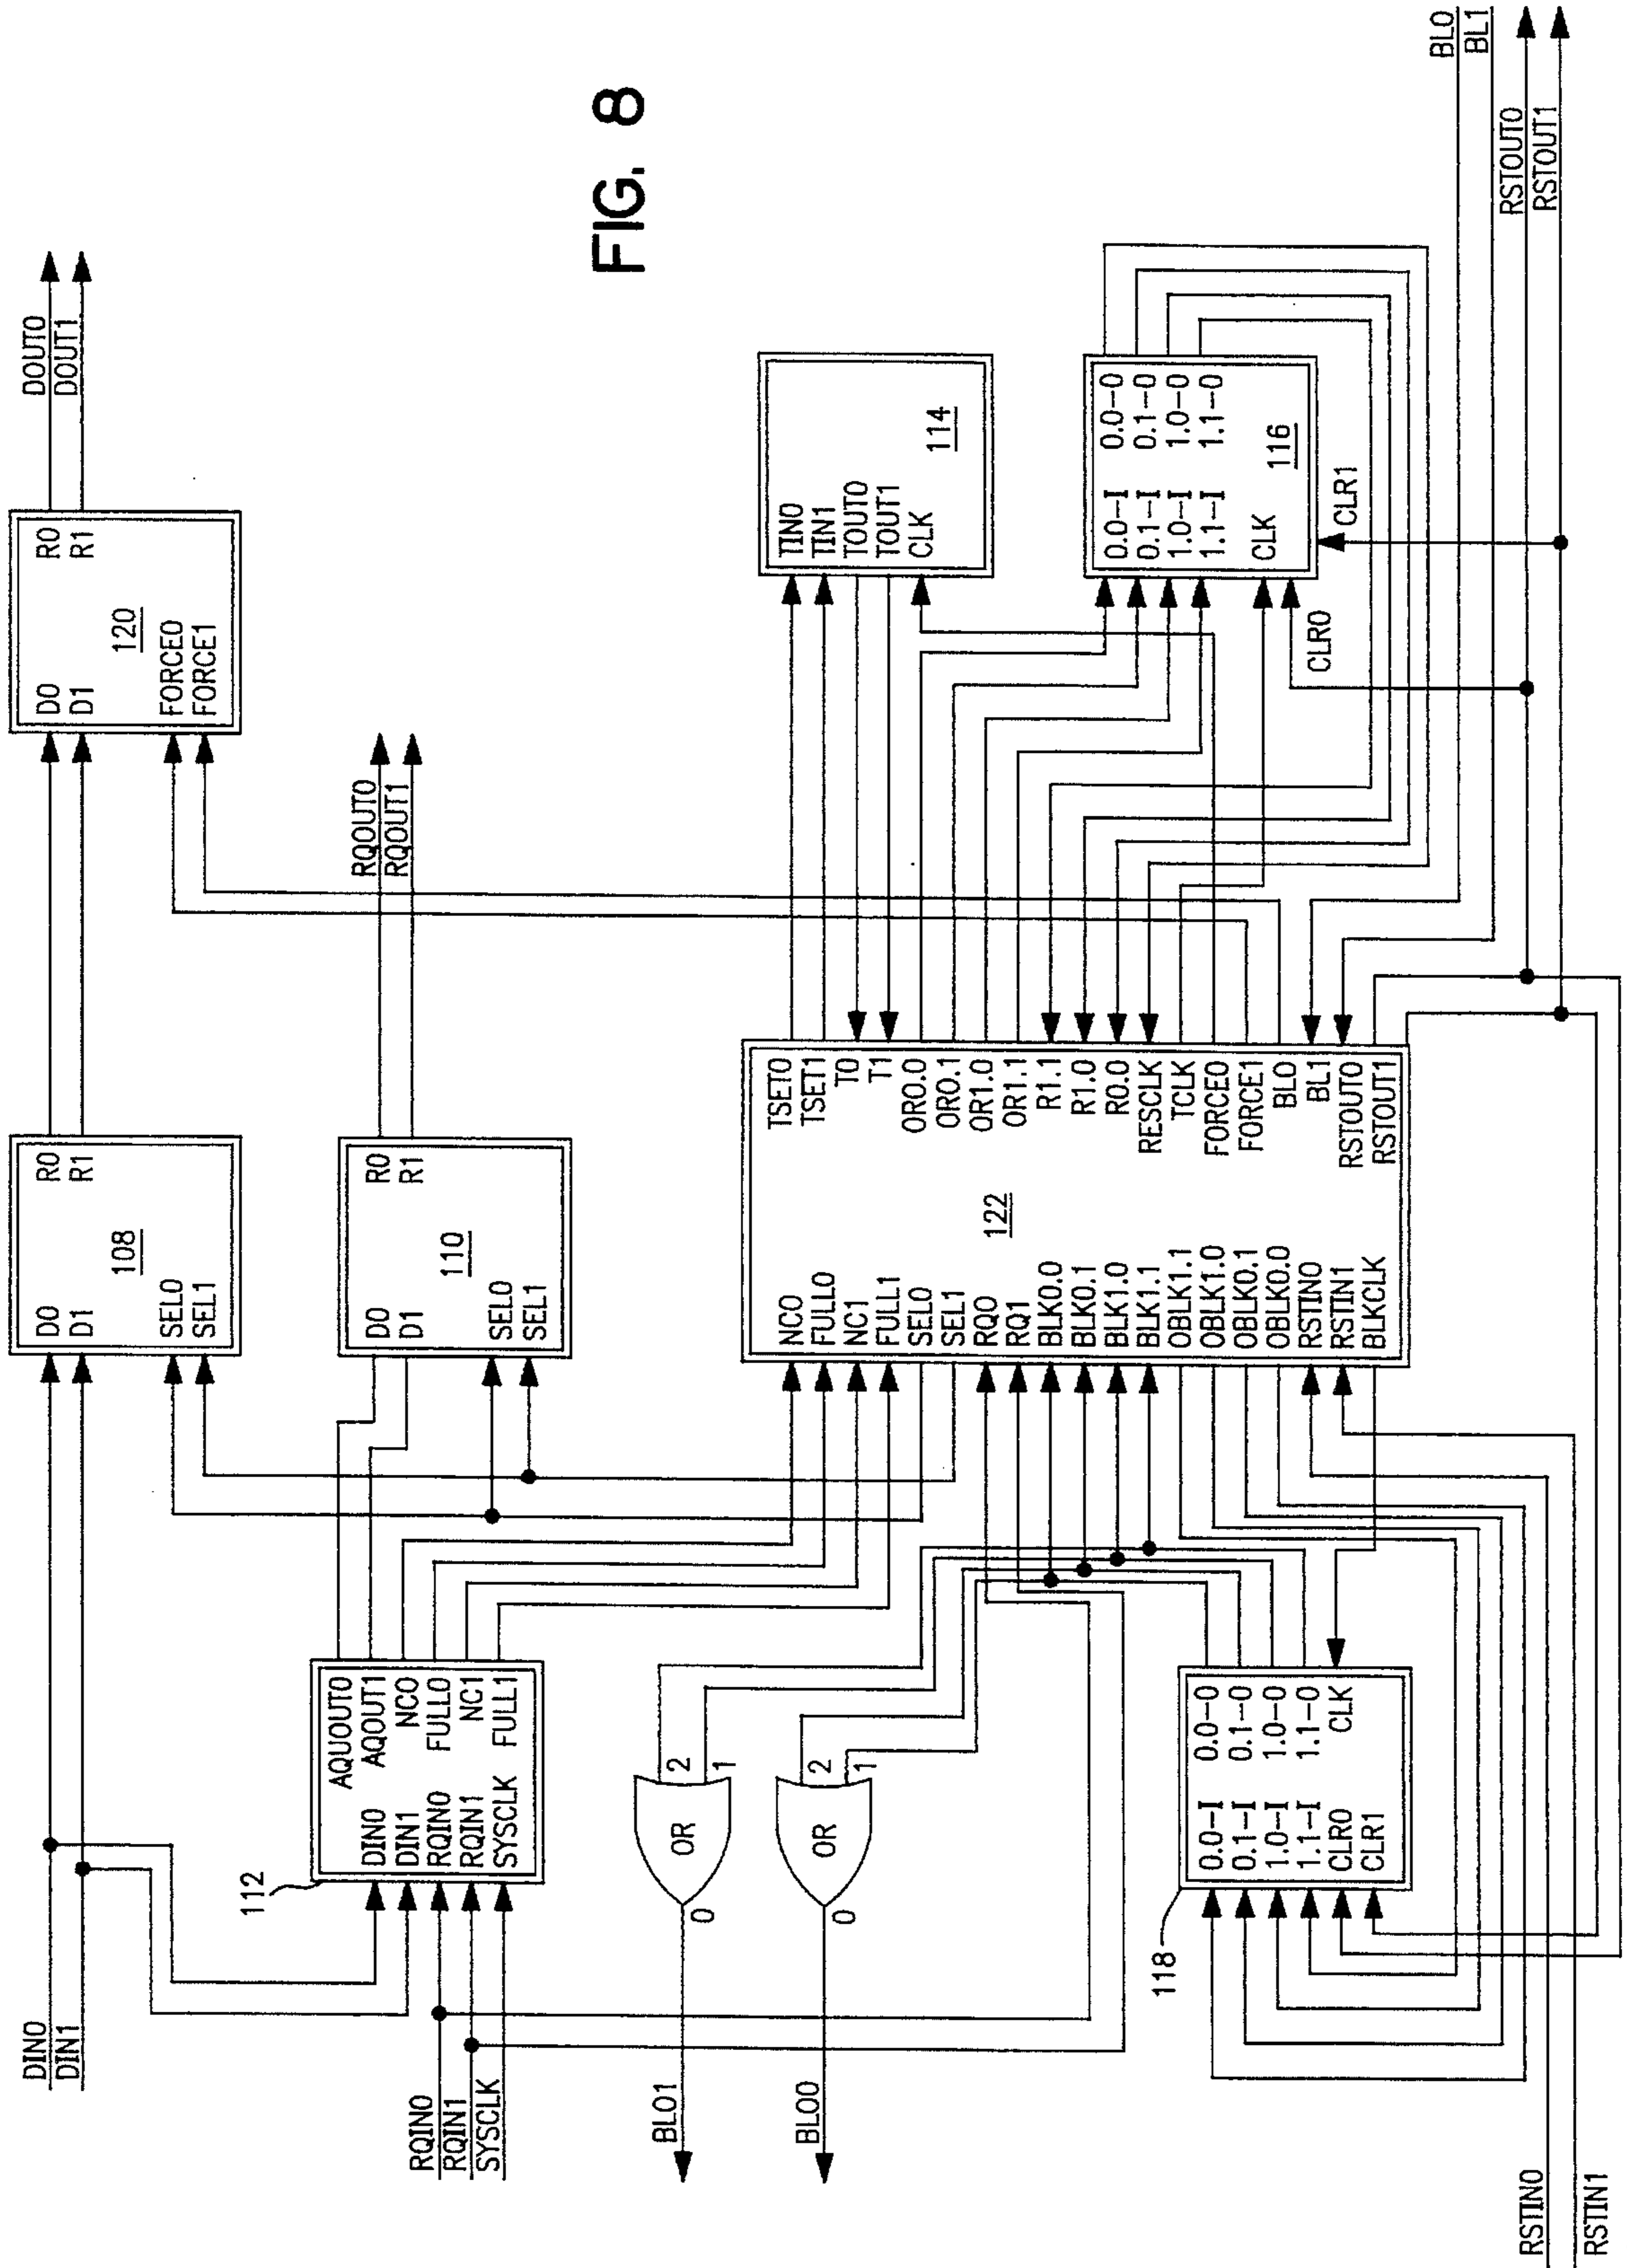 FIG. 8
DIN0
DIN1
D0 R0
D1 R1
108
SEL0
SEL1
D0 R0
D1 R1
120
FORCE0
FORCE1
DOUT0
DOUT1
112
AQUOUT0
DIN0 AQOUT1
DIN1 NC0
RQIN0 FULL0
RQIN1 NC1
SYSCLK FULL1
RQIN0
RQIN1
SYSCLK
D0 R0
D1 R1
110
SEL0
SEL1
RQOUT0
RQOUT1
BLO1
0
OR
2
1
BLO0
0
OR
2
1
NC0
FULL0
NC1
FULL1
SEL0
SEL1
RQ0
RQ1
BLK0.0
BLK0.1
BLK1.0
BLK1.1
OBLK1.1
OBLK1.0
OBLK0.1
OBLK0.0
RSTIN0
RSTIN1
BLKCLK
122
TSET0
TSET1
T0
T1
OR0.0
OR0.1
OR1.0
OR1.1
R1.1
R1.0
R0.0
RESCLK
TCLK
FORCE0
FORCE1
BL0
BL1
RSTOUT0
RSTOUT1
TIN0
TIN1
TOUT0
TOUT1
CLK
114
0.0-I 0.0-0
0.1-I 0.1-0
1.0-I 1.0-0
1.1-I 1.1-0
CLK
116
CLR0
CLR1
118
0.0-I 0.0-0
0.1-I 0.1-0
1.0-I 1.0-0
1.1-I 1.1-0
CLR0 CLK
CLR1
BL0
BL1
RSTOUT0
RSTOUT1
RSTIN0
RSTIN1